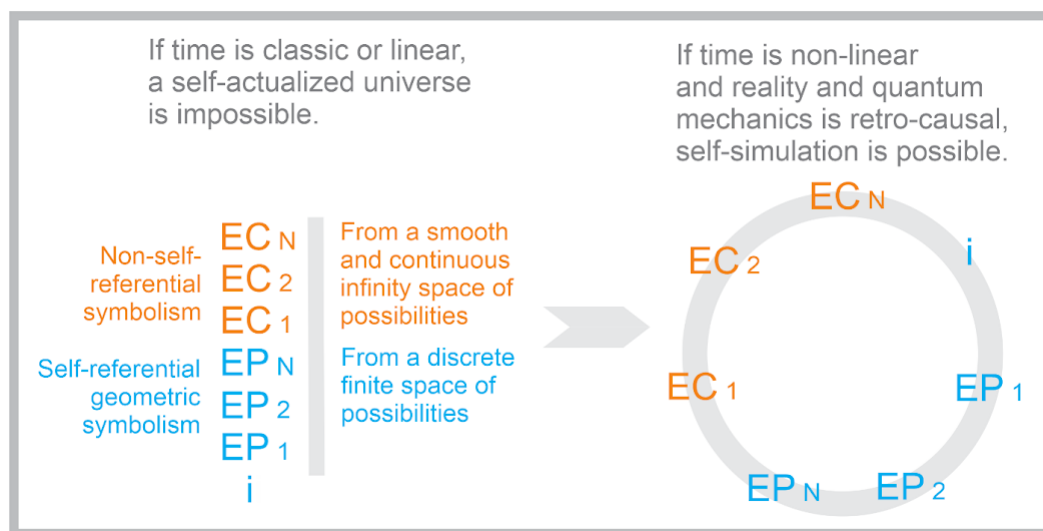 If time is classic or linear,
a self-actualized universe
is impossible.
If time is non-linear
and reality and quantum
mechanics is retro-causal,
self-simulation is possible.
Non-self-
referential
symbolism
EC N
EC 2
EC 1
From a smooth
and continuous
infinity space of
possibilities
Self-referential
geometric
symbolism
EP N
EP 2
EP 1
i
From a discrete
finite space of
possibilities
EC N
i
EC 2
EC 1
EP 1
EP N
EP 2